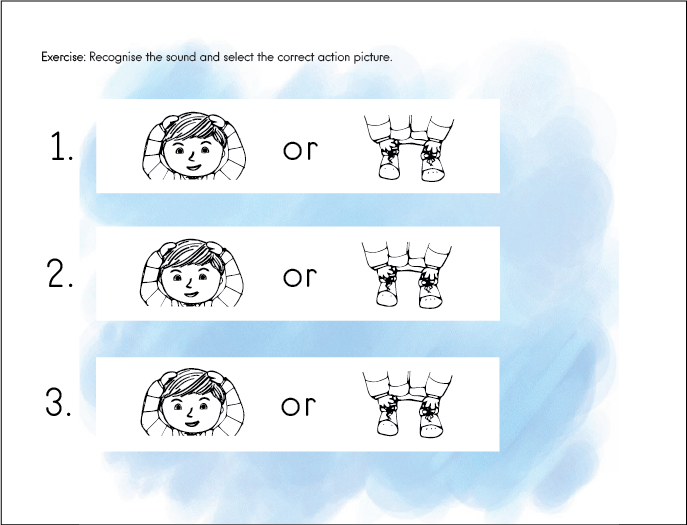 Exercise: Recognise the sound and select the correct action picture.
1. or
2. or
3. or